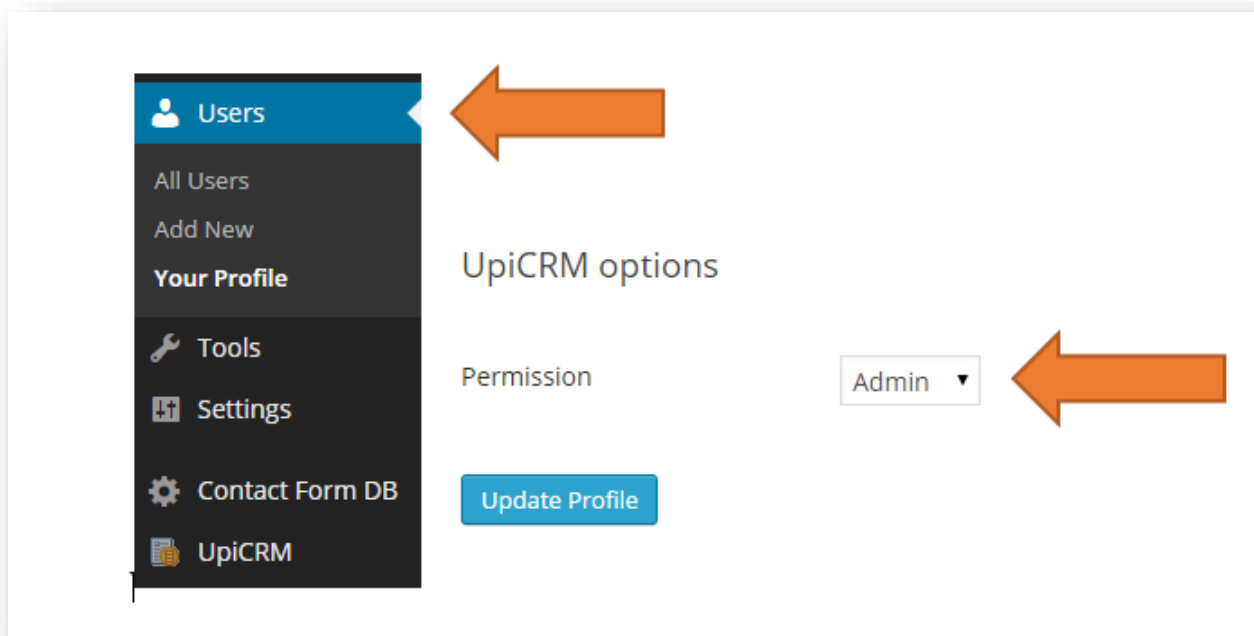 Users
All Users
Add New
Your Profile
Tools
Settings
Contact Form DB
UpiCRM
UpiCRM options
Permission
Admin
Update Profile